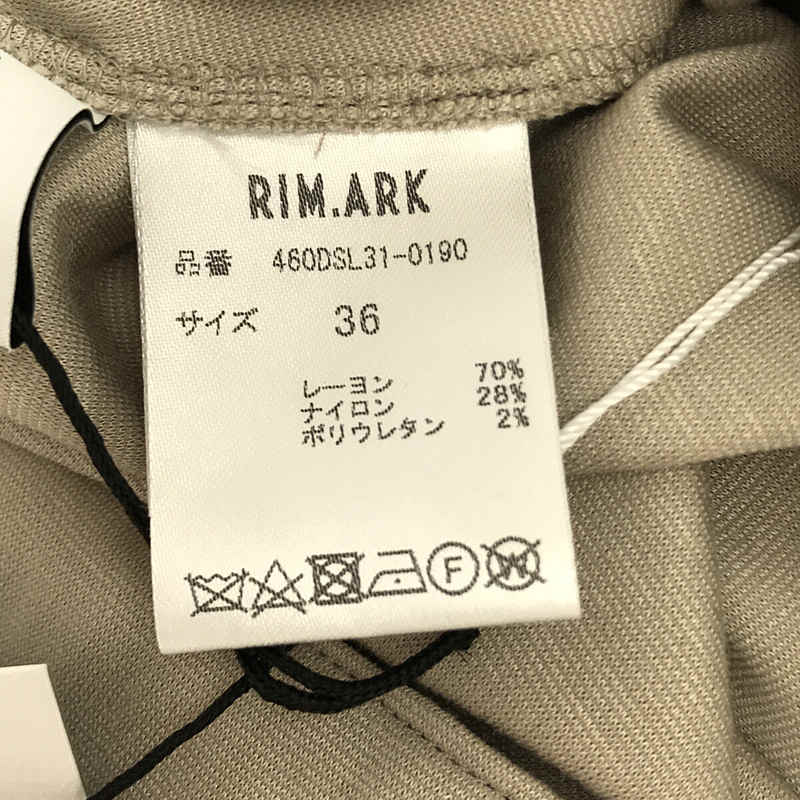 RIM.ARK
品番 460DSL31-0190
サイズ 36
レーヨン 70%
ナイロン 28%
ポリウレタン 2%
F W